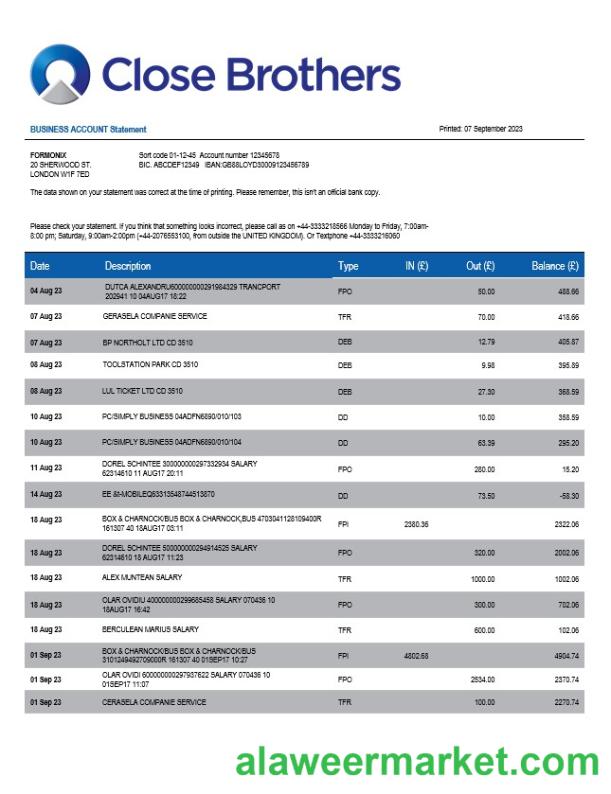 Close Brothers
BUSINESS ACCOUNT Statement Printed: 07 September 2023
FORMONIX Sort code 01-12-45 Account number 12345678
20 SHERWOOD ST. BIC. ABCDEF12349 IBAN:GB88LOYD30009123456789
LONDON W1F 7ED
The data shown on your statement was correct at the time of printing. Please remember, this isn't an official bank copy.
Please check your statement. If you think that something looks incorrect, please call as on +44-3333218566 Monday to Friday, 7:00am-
8:00 pm; Saturday, 9:00am-2:00pm (+44-2076553100, from outside the UNITED KINGDOM). Or Textphone +44-3333216060
Date Description Type IN (£) Out (£) Balance (£)
04 Aug 23 DUTCA ALEXANDRU600000000291984329 TRANCPORT
202941 10 04AUG17 18:22 FPO 50.00 488.66
07 Aug 23 GERASELA COMPANIE SERVICE TFR 70.00 418.66
07 Aug 23 BP NORTHOLT LTD CD 3510 DEB 12.79 405.87
08 Aug 23 TOOLSTATION PARK CD 3510 DEB 9.98 395.89
08 Aug 23 LUL TICKET LTD CD 3510 DEB 27.30 368.59
10 Aug 23 PC/SIMPLY BUSINESS 04ADFN6890/010/103 DD 10.00 358.59
10 Aug 23 PC/SIMPLY BUSINESS 04ADFN6890/010/104 DD 63.39 295.20
11 Aug 23 DOREL SCHINTEE 300000000297332934 SALARY
62314610 11 AUG17 20:11 FPO 280.00 15.20
14 Aug 23 EE &t-MOBILEQ63313548744513870 DD 73.50 -58.30
18 Aug 23 BOX & CHARNOCK/BUS BOX & CHARNOCK,BUS 4703041128109400R
161307 40 18AUG17 03:11 FPI 2380.36 2322.06
18 Aug 23 DOREL SCHINTEE 500000000294914525 SALARY
62314610 18 AUG17 11:23 FPO 320.00 2002.06
18 Aug 23 ALEX MUNTEAN SALARY TFR 1000.00 1002.06
18 Aug 23 OLAR OVIDIU 400000000299685458 SALARY 070436 10
18AUG17 16:42 FPO 300.00 702.06
18 Aug 23 BERCULEAN MARIUS SALARY TFR 600.00 102.06
01 Sep 23 BOX & CHARNOCK/BUS BOX & CHARNOCK/BUS
3101249492709000R 161307 40 01SEP17 10:27 FPI 4802.68 4904.74
01 Sep 23 OLAR OVIDI 600000000297937622 SALARY 070436 10
01SEP17 11:07 FPO 2534.00 2370.74
01 Sep 23 CERASELA COMPANIE SERVICE TFR 100.00 2270.74
alaweermarket.com